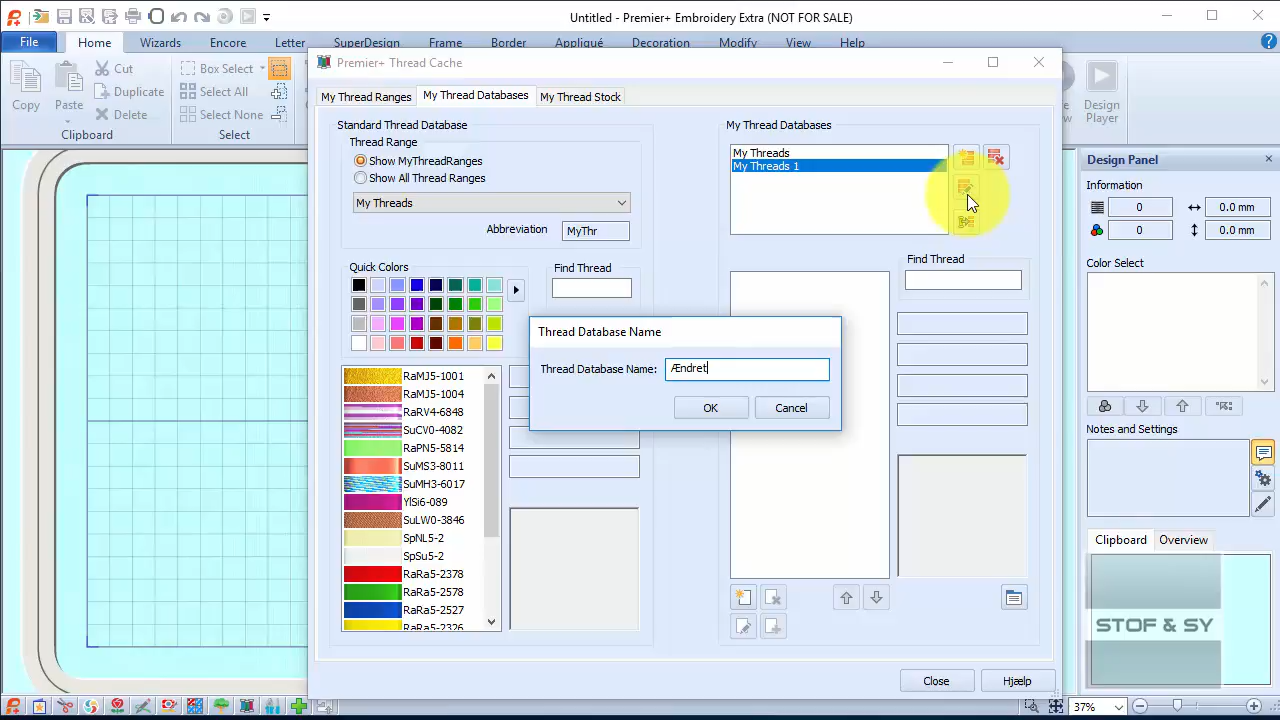 Untitled - Premier+ Embroidery Extra (NOT FOR SALE)
File Home Wizards Encore Letter SuperDesign Frame Border Appliqué Decoration Modify View Help
Copy
Paste
Cut
Duplicate
Delete
Clipboard
Box Select
Select All
Select None
Select
Design
Player
Premier+ Thread Cache
My Thread Ranges My Thread Databases My Thread Stock
Standard Thread Database
Thread Range
Show MyThreadRanges
Show All Thread Ranges
My Threads
Abbreviation MyThr
Quick Colors
Find Thread
RaMJ5-1001
RaMJ5-1004
RaRV4-6848
SuCV0-4082
RaPN5-5814
SuMS3-8011
SuMH3-6017
YlSi6-089
SuLW0-3846
SpNL5-2
SpSu5-2
RaRa5-2378
RaRa5-2578
RaRa5-2527
RaRa5-2326
My Thread Databases
My Threads
My Threads 1
Find Thread
Thread Database Name
Thread Database Name: Ændret
OK Cancel
Close Hjælp
Design Panel
Information
0 0.0 mm
0 0.0 mm
Color Select
Notes and Settings
Clipboard Overview
STOF & SY
37%